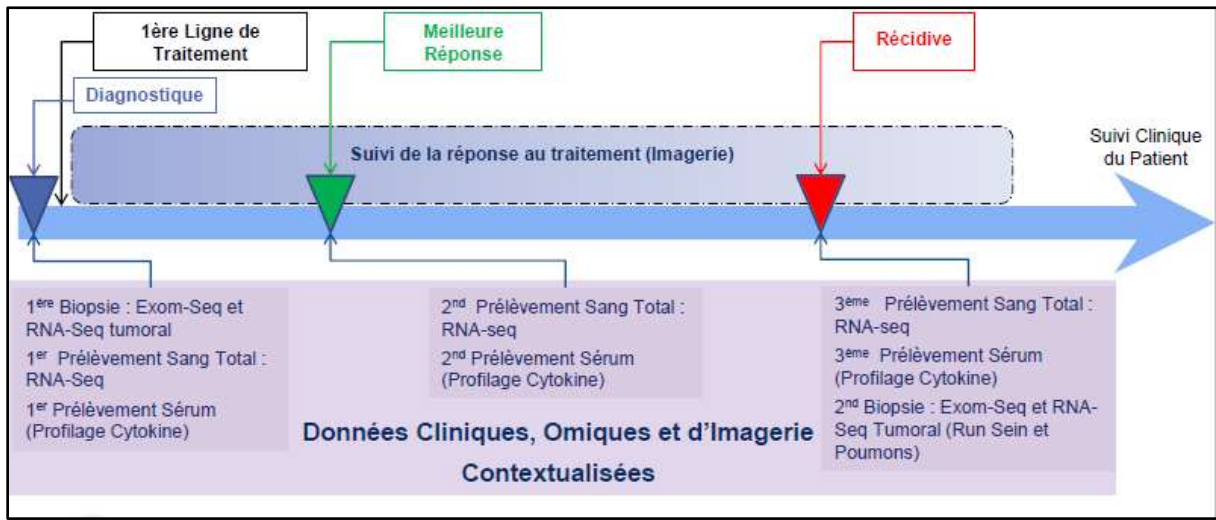 1ère Ligne de
Traitement
Meilleure
Réponse
Récidive
Diagnostique
Suivi de la réponse au traitement (Imagerie)
Suivi Clinique
du Patient
1ère Biopsie : Exom-Seq et
RNA-Seq tumoral
1er Prélèvement Sang Total :
RNA-Seq
1er Prélèvement Sérum
(Profilage Cytokine)
2nd Prélèvement Sang Total :
RNA-seq
2nd Prélèvement Sérum
(Profilage Cytokine)
3ème Prélèvement Sang Total :
RNA-seq
3ème Prélèvement Sérum
(Profilage Cytokine)
2nd Biopsie : Exom-Seq et RNA-
Seq Tumoral (Run Sein et
Poumons)
Données Cliniques, Omiques et d'Imagerie
Contextualisées